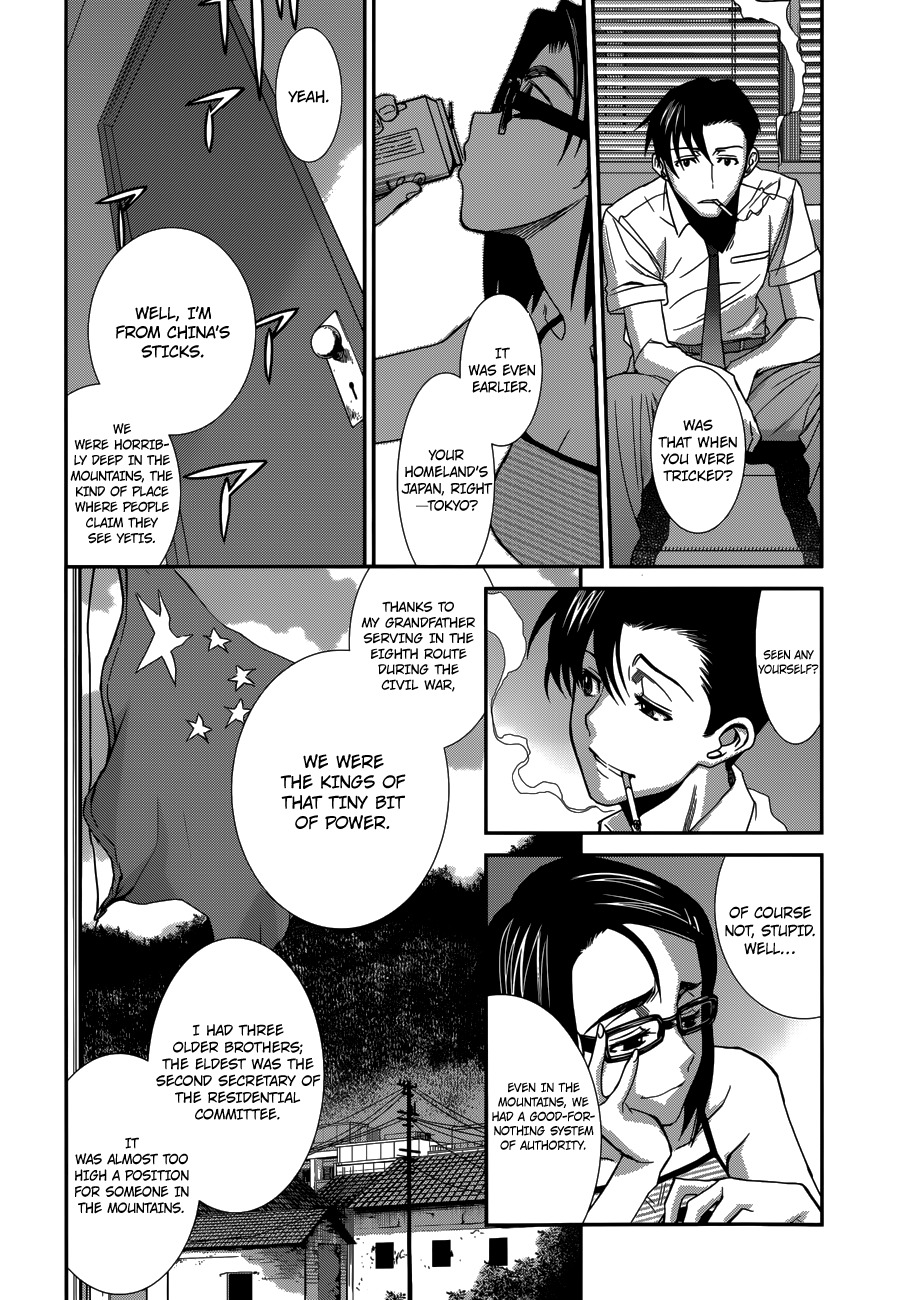 WAS
THAT WHEN
YOU WERE
TRICKED?
IT
WAS EVEN
EARLIER.
YOUR
HOMELAND'S
JAPAN, RIGHT
—TOKYO?
YEAH.
WELL, I'M
FROM CHINA'S
STICKS.
WE
WERE HORRIB-
LY DEEP IN THE
MOUNTAINS, THE
KIND OF PLACE
WHERE PEOPLE
CLAIM THEY
SEE YETIS.
SEEN ANY
YOURSELF?
OF COURSE
NOT, STUPID.
WELL...
EVEN IN THE
MOUNTAINS, WE
HAD A GOOD-FOR-
NOTHING SYSTEM
OF AUTHORITY.
THANKS TO
MY GRANDFATHER
SERVING IN THE
EIGHTH ROUTE
DURING THE
CIVIL WAR,
WE WERE
THE KINGS OF
THAT TINY BIT
OF POWER.
I HAD THREE
OLDER BROTHERS;
THE ELDEST WAS THE
SECOND SECRETARY OF
THE RESIDENTIAL
COMMITTEE.
IT
WAS ALMOST TOO
HIGH A POSITION
FOR SOMEONE IN
THE MOUNTAINS.